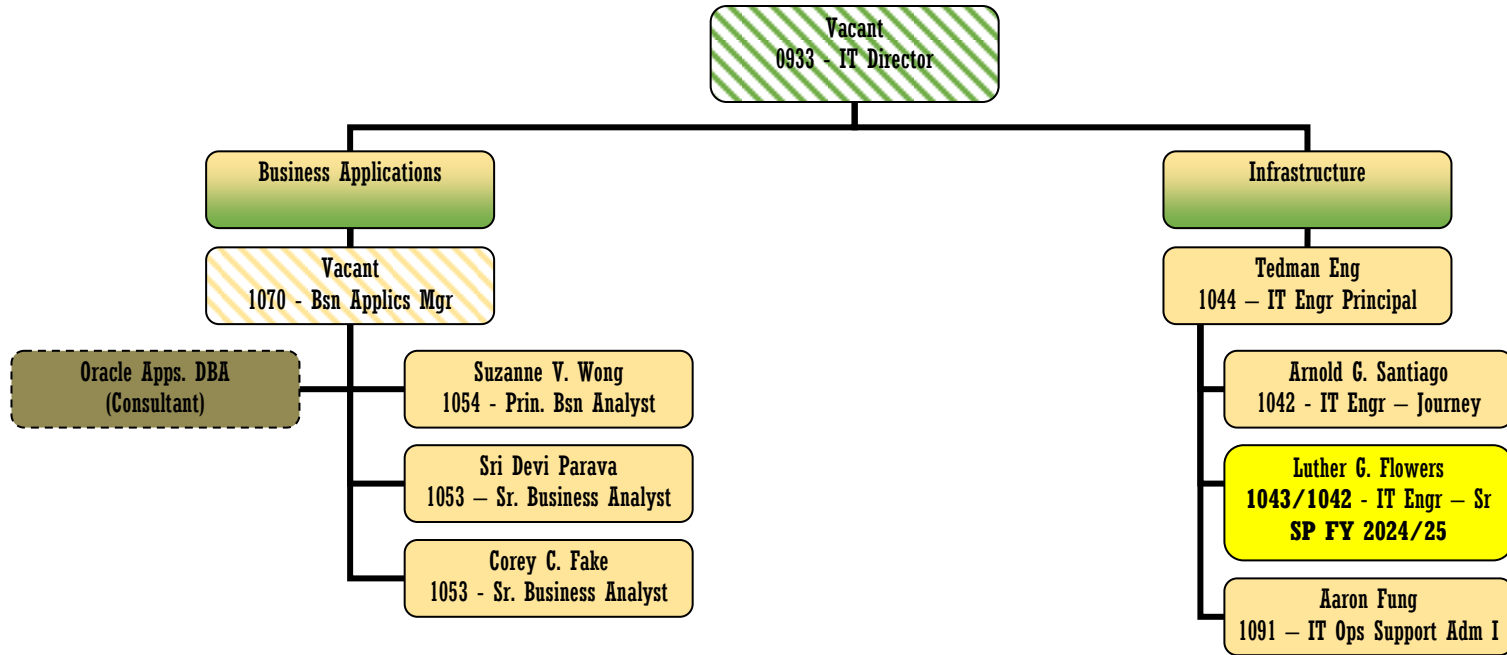 Vacant
0933 - IT Director
Business Applications
Infrastructure
Vacant
1070 - Bsn Applics Mgr
Tedman Eng
1044 – IT Engr Principal
Oracle Apps. DBA
(Consultant)
Suzanne V. Wong
1054 - Prin. Bsn Analyst
Sri Devi Parava
1053 – Sr. Business Analyst
Corey C. Fake
1053 - Sr. Business Analyst
Arnold G. Santiago
1042 - IT Engr – Journey
Luther G. Flowers
1043/1042 - IT Engr – Sr
SP FY 2024/25
Aaron Fung
1091 – IT Ops Support Adm I